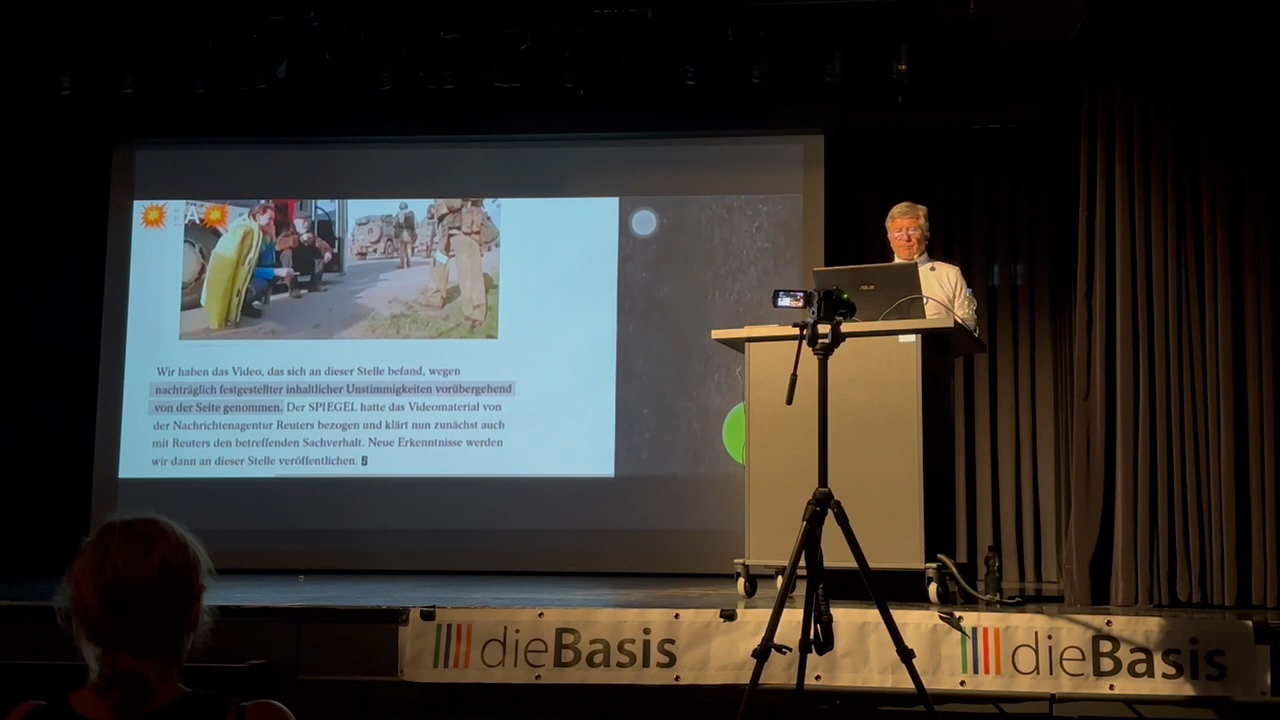 Wir haben das Video, das sich an dieser Stelle befand, wegen
nachträglich festgestellter inhaltlicher Unstimmigkeiten vorübergehend
von der Seite genommen. Der SPIEGEL hatte das Videomaterial von
der Nachrichtenagentur Reuters bezogen und klärt nun zunächst auch
mit Reuters den betreffenden Sachverhalt. Neue Erkenntnisse werden
wir dann an dieser Stelle veröffentlichen. S
A
ASUS
dieBasis
dieBasis